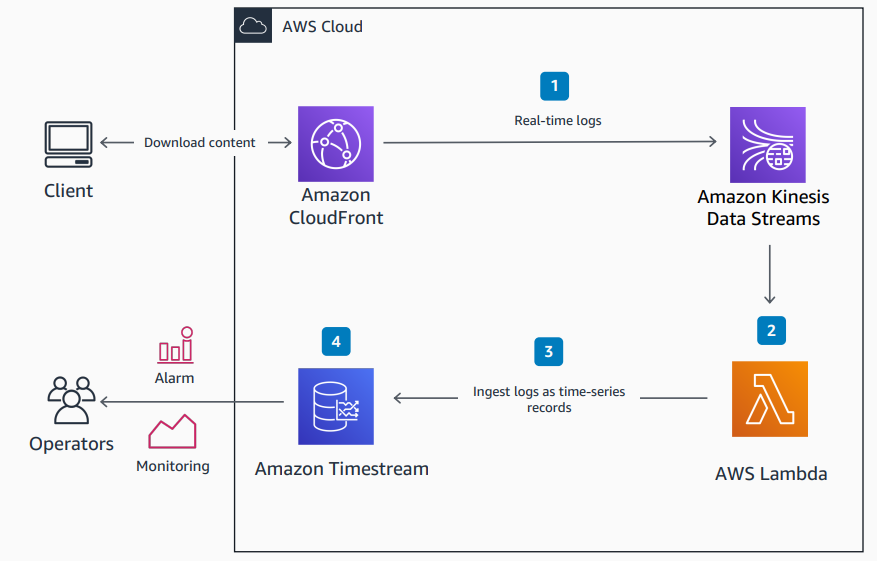 AWS Cloud
1
Real-time logs
Download content
Client
Amazon
CloudFront
Amazon Kinesis
Data Streams
2
3
4
Ingest logs as time-series
records
Alarm
Operators
Monitoring
Amazon Timestream
AWS Lambda